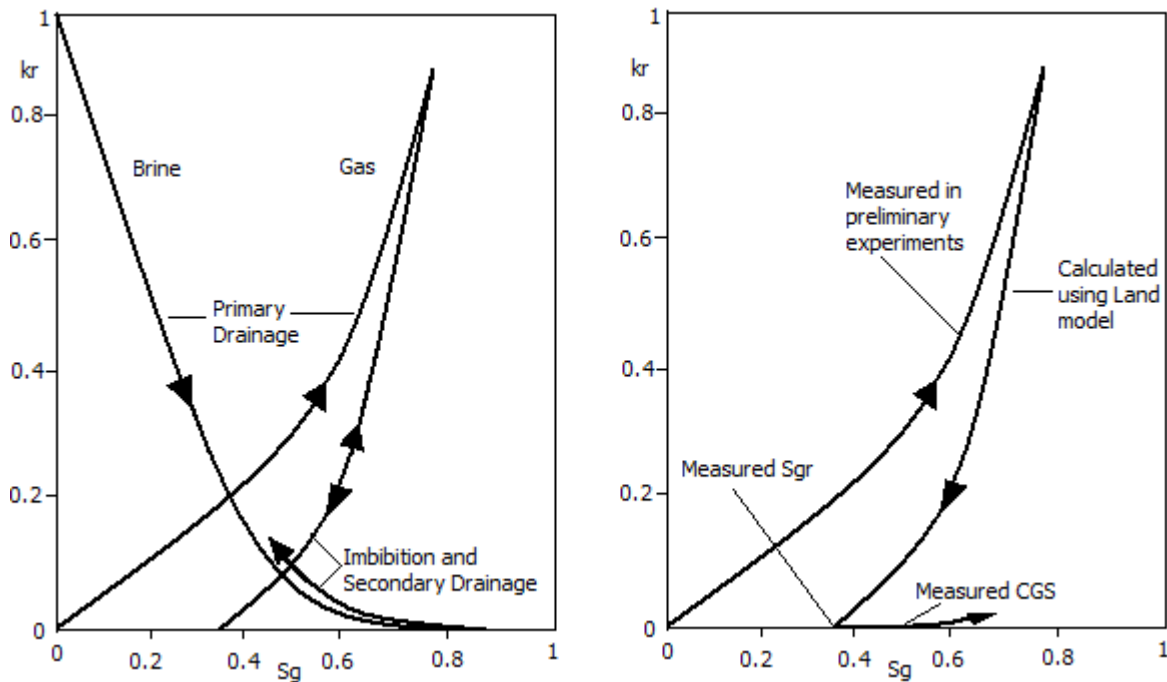 1
kr
0.8
0.6
0.4
0.2
0
Brine
Gas
Primary
Drainage
Imbibition and
Secondary Drainage
0
0.2
0.4
0.6
0.8
1
Sg
1
kr
0.8
0.6
0.4
0.2
0
Measured in
preliminary
experiments
Calculated
using Land
model
Measured Sgr
Measured CGS
0
0.2
0.4
0.6
0.8
1
Sg